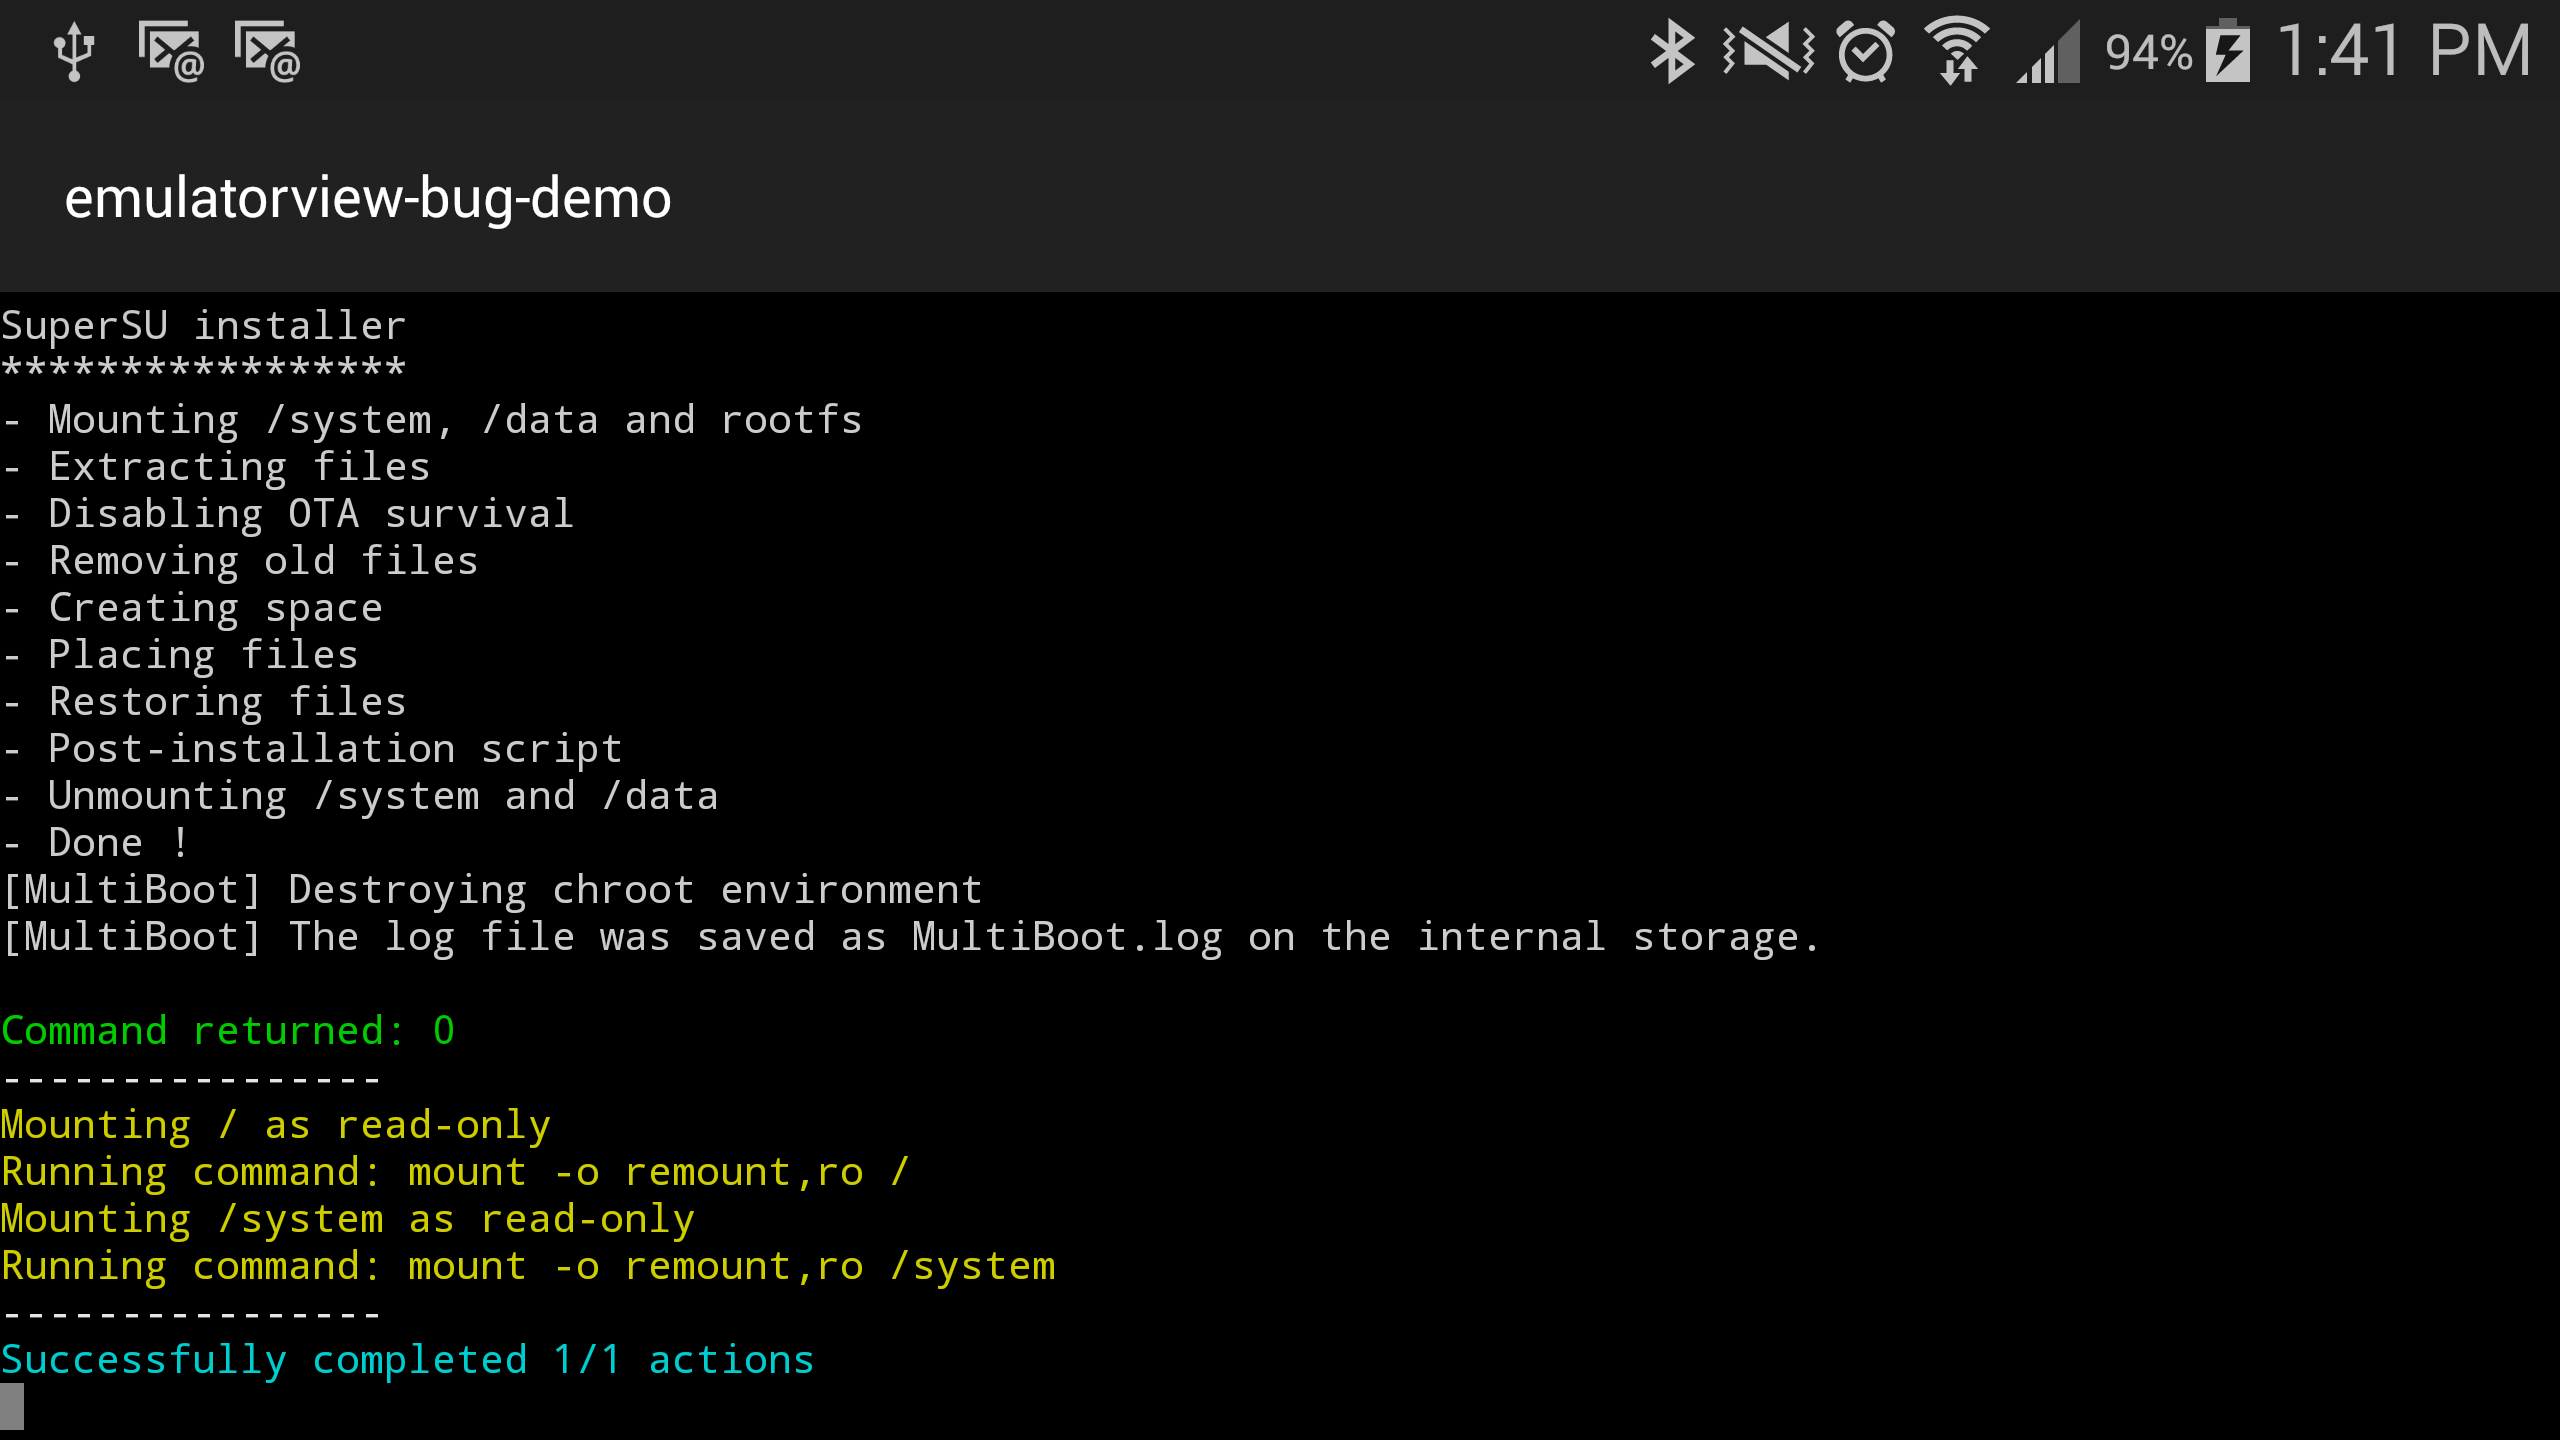 94% 1:41 PM
emulatorview-bug-demo
SuperSU installer
*****************
- Mounting /system, /data and rootfs
- Extracting files
- Disabling OTA survival
- Removing old files
- Creating space
- Placing files
- Restoring files
- Post-installation script
- Unmounting /system and /data
- Done !
[MultiBoot] Destroying chroot environment
[MultiBoot] The log file was saved as MultiBoot.log on the internal storage.
Command returned: 0
----------------
Mounting / as read-only
Running command: mount -o remount,ro /
Mounting /system as read-only
Running command: mount -o remount,ro /system
----------------
Successfully completed 1/1 actions